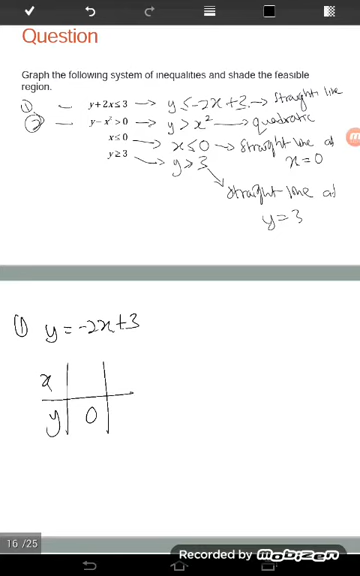 Question
Graph the following system of inequalities and shade the feasible
region.
① — y + 2x ≤ 3 → y ≤ -2x + 3 → straight line
② — y − x² > 0 → y > x² → quadratic
x ≤ 0 → x ≤ 0 → straight line at
x = 0
y ≥ 3 → y > 3
straight line at
y = 3
① y = -2x + 3
x
y 0
16 /25
Recorded by Mobizen